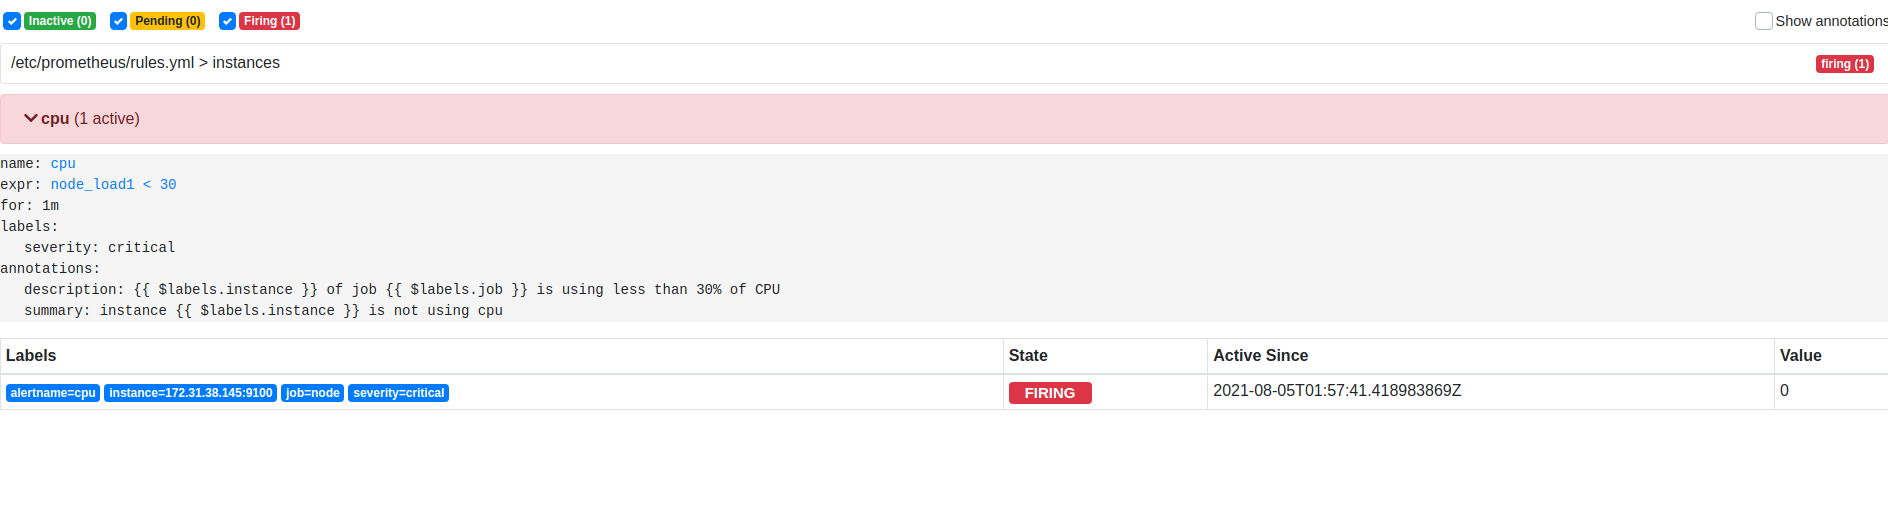 Inactive (0) Pending (0) Firing (1) Show annotations
/etc/prometheus/rules.yml > instances firing (1)
cpu (1 active)
name: cpu
expr: node_load1 < 30
for: 1m
labels:
severity: critical
annotations:
description: {{ $labels.instance }} of job {{ $labels.job }} is using less than 30% of CPU
summary: instance {{ $labels.instance }} is not using cpu
Labels State Active Since Value
alertname=cpu instance=172.31.38.145:9100 job=node severity=critical FIRING 2021-08-05T01:57:41.418983869Z 0